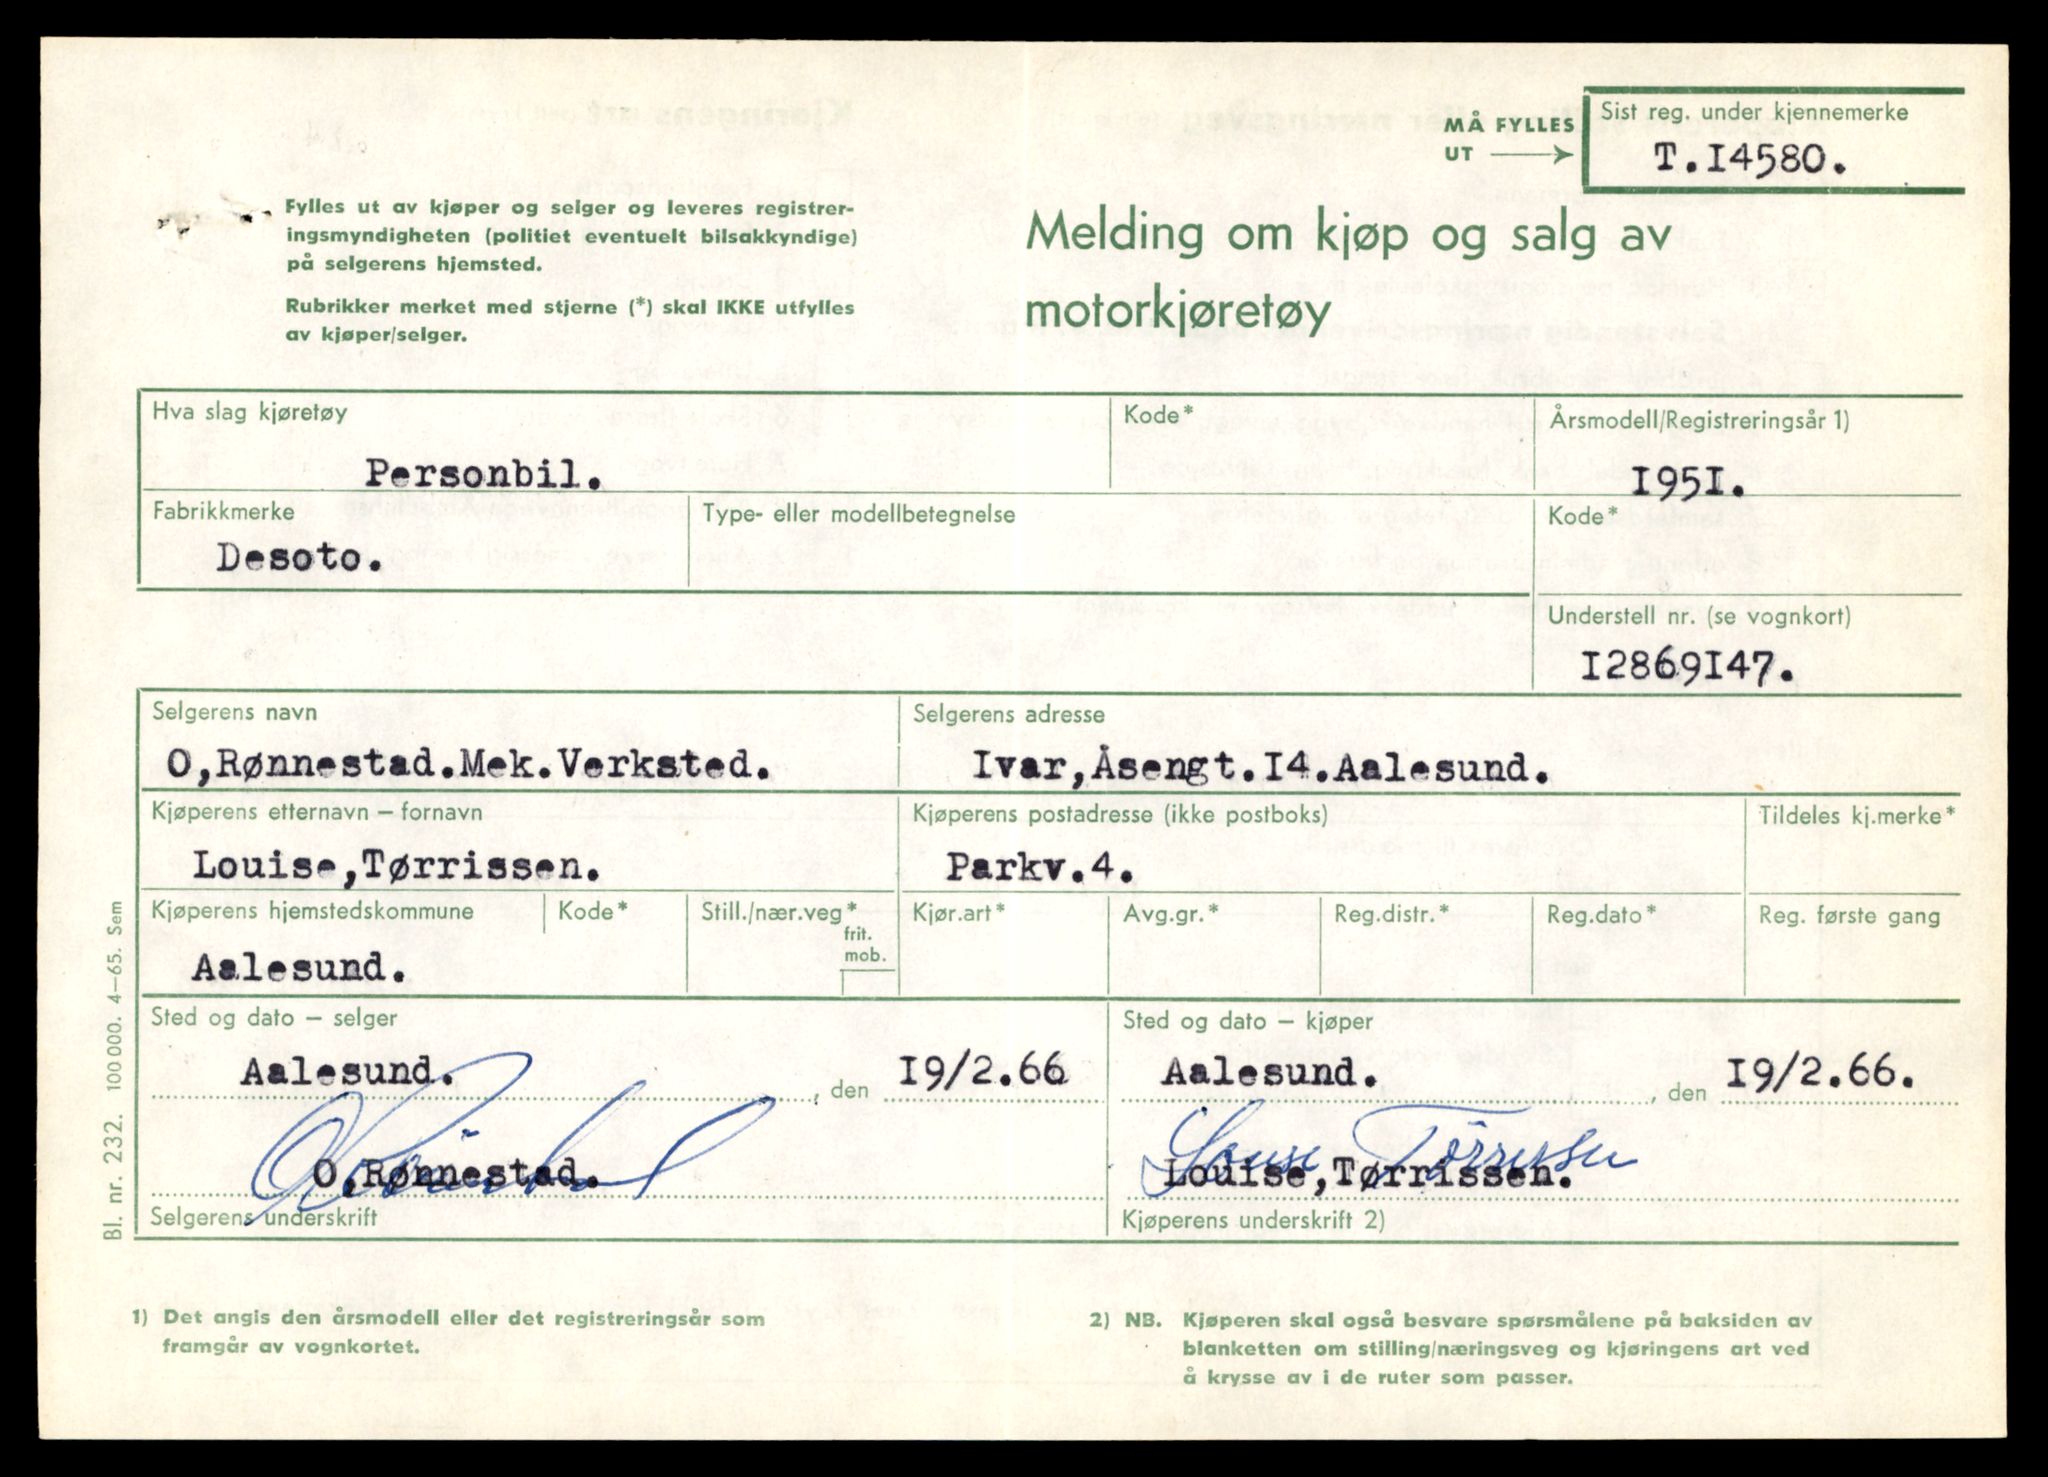 MÅ FYLLES
UT
Sist reg. under kjennemerke
T.I4580.
Fylles ut av kjøper og selger og leveres registrer-
ingsmyndigheten (politiet eventuelt bilsakkyndige)
på selgerens hjemsted.
Rubrikker merket med stjerne (*) skal IKKE utfylles
av kjøper/selger.
Melding om kjøp og salg av
motorkjøretøy
Hva slag kjøretøy
Kode*
Årsmodell/Registreringsår 1)
Personbil.
I95I.
Fabrikkmerke
Type- eller modellbetegnelse
Kode*
Desoto.
Understell nr. (se vognkort)
I2869I47.
Selgerens navn
Selgerens adresse
O,Rønnestad.Mek.Verksted.
Ivar,Åsengt.I4.Aalesund.
Kjøperens etternavn – fornavn
Kjøperens postadresse (ikke postboks)
Tildeles kj.merke*
Louise,Tørrissen.
Parkv.4.
Kjøperens hjemstedskommune
Kode*
Still./nær.veg*
frit.
mob.
Kjør.art*
Avg.gr.*
Reg.distr.*
Reg.dato*
Reg. første gang
Aalesund.
Sted og dato – selger
Sted og dato – kjøper
Aalesund. , den I9/2.66
Aalesund. , den I9/2.66.
O,Rønnestad.
Louise Tørrissen
Louise,Tørrissen.
Selgerens underskrift
Kjøperens underskrift 2)
Bl. nr. 232. 100 000. 4–65. Sem
1) Det angis den årsmodell eller det registreringsår som
framgår av vognkortet.
2) NB. Kjøperen skal også besvare spørsmålene på baksiden av
blanketten om stilling/næringsveg og kjøringens art ved
å krysse av i de ruter som passer.